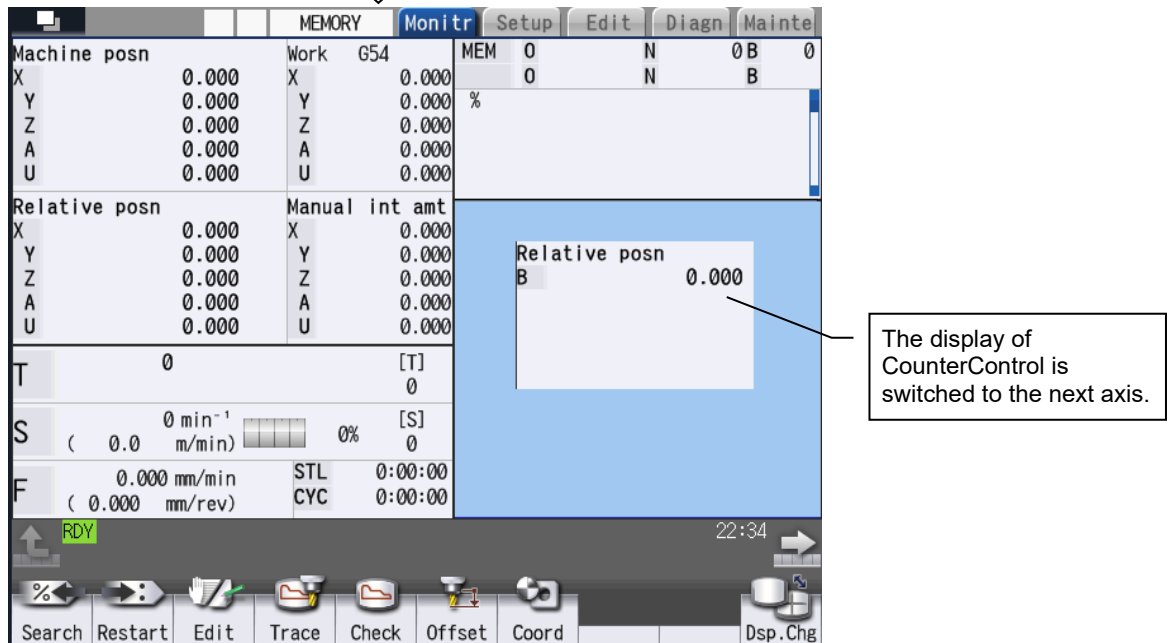 MEMORY Monitr Setup Edit Diagn Mainte
Machine posn
X 0.000
Y 0.000
Z 0.000
A 0.000
U 0.000
Work G54
X 0.000
Y 0.000
Z 0.000
A 0.000
U 0.000
MEM O N 0 B 0
O N B
%
Relative posn
X 0.000
Y 0.000
Z 0.000
A 0.000
U 0.000
Manual int amt
X 0.000
Y 0.000
Z 0.000
A 0.000
U 0.000
Relative posn
B 0.000
The display of
CounterControl is
switched to the next axis.
T 0 [T]
0
S 0 min⁻¹ 0% [S]
( 0.0 m/min) 0
F 0.000 mm/min
( 0.000 mm/rev)
STL 0:00:00
CYC 0:00:00
RDY 22:34
%
Search Restart Edit Trace Check Offset Coord Dsp.Chg